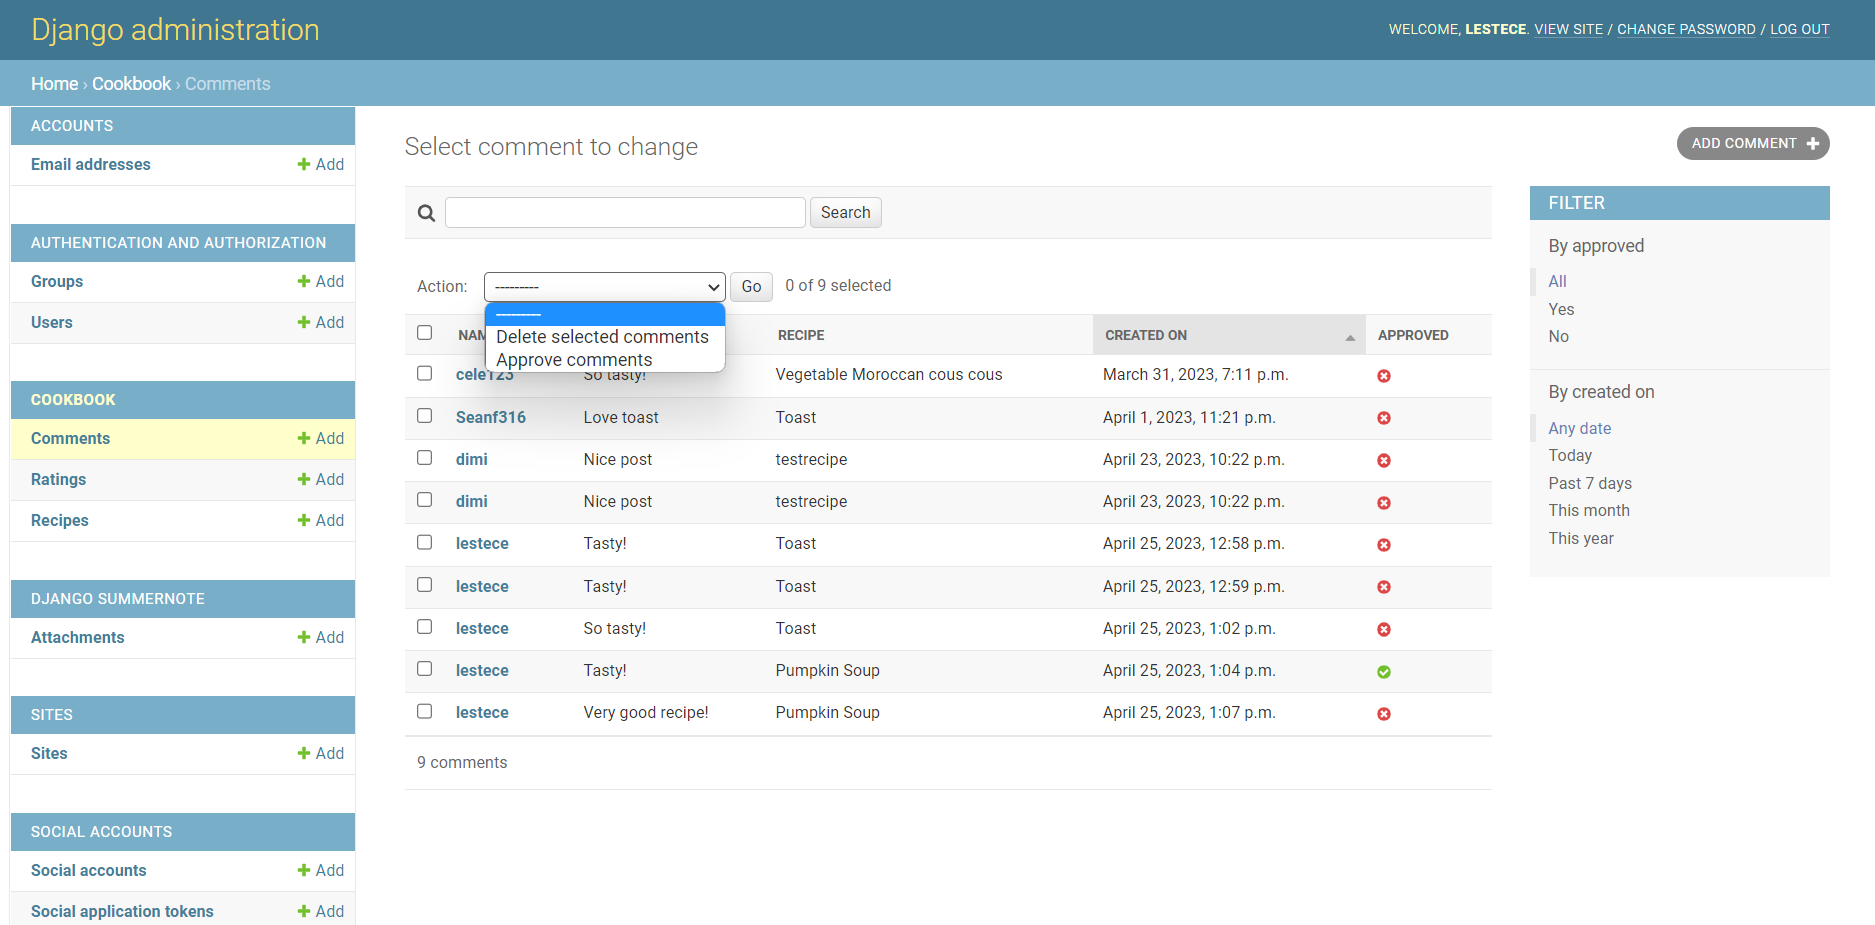 Django administration
WELCOME, LESTECE. VIEW SITE / CHANGE PASSWORD / LOG OUT
Home › Cookbook › Comments
ACCOUNTS
Email addresses Add
AUTHENTICATION AND AUTHORIZATION
Groups Add
Users Add
COOKBOOK
Comments Add
Ratings Add
Recipes Add
DJANGO SUMMERNOTE
Attachments Add
SITES
Sites Add
SOCIAL ACCOUNTS
Social accounts Add
Social application tokens Add
Select comment to change
ADD COMMENT
Search
Action: --------- Go 0 of 9 selected
---------
Delete selected comments
Approve comments
RECIPE CREATED ON APPROVED
cele123 So tasty! Vegetable Moroccan cous cous March 31, 2023, 7:11 p.m.
Seanf316 Love toast Toast April 1, 2023, 11:21 p.m.
dimi Nice post testrecipe April 23, 2023, 10:22 p.m.
dimi Nice post testrecipe April 23, 2023, 10:22 p.m.
lestece Tasty! Toast April 25, 2023, 12:58 p.m.
lestece Tasty! Toast April 25, 2023, 12:59 p.m.
lestece So tasty! Toast April 25, 2023, 1:02 p.m.
lestece Tasty! Pumpkin Soup April 25, 2023, 1:04 p.m.
lestece Very good recipe! Pumpkin Soup April 25, 2023, 1:07 p.m.
9 comments
FILTER
By approved
All
Yes
No
By created on
Any date
Today
Past 7 days
This month
This year